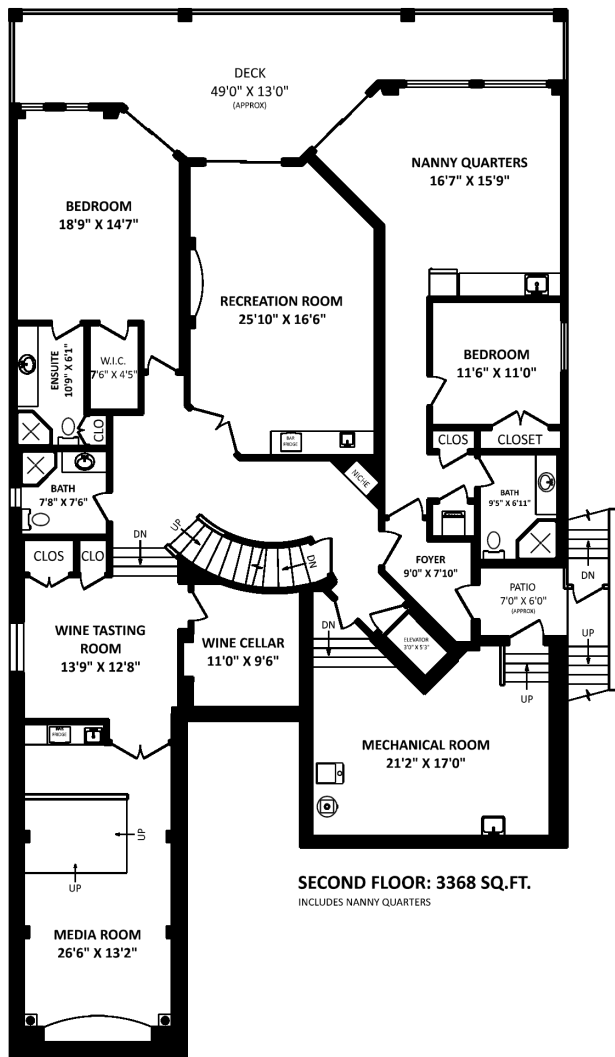 DECK
49'0" X 13'0"
(APPROX)
NANNY QUARTERS
16'7" X 15'9"
BEDROOM
18'9" X 14'7"
RECREATION ROOM
25'10" X 16'6"
BEDROOM
11'6" X 11'0"
ENSUITE
10'9" X 6'1"
W.I.C.
7'6" X 4'5"
CLO
BAR
FRIDGE
CLOS
CLOSET
NICHE
BATH
7'8" X 7'6"
BATH
9'5" X 6'11"
UP
DN
DN
CLOS
CLO
FOYER
9'0" X 7'10"
PATIO
7'0" X 6'0"
(APPROX)
DN
UP
WINE TASTING
ROOM
13'9" X 12'8"
WINE CELLAR
11'0" X 9'6"
DN
ELEVATOR
3'0" X 5'3"
UP
BAR
FRIDGE
MECHANICAL ROOM
21'2" X 17'0"
UP
UP
SECOND FLOOR: 3368 SQ.FT.
INCLUDES NANNY QUARTERS
MEDIA ROOM
26'6" X 13'2"